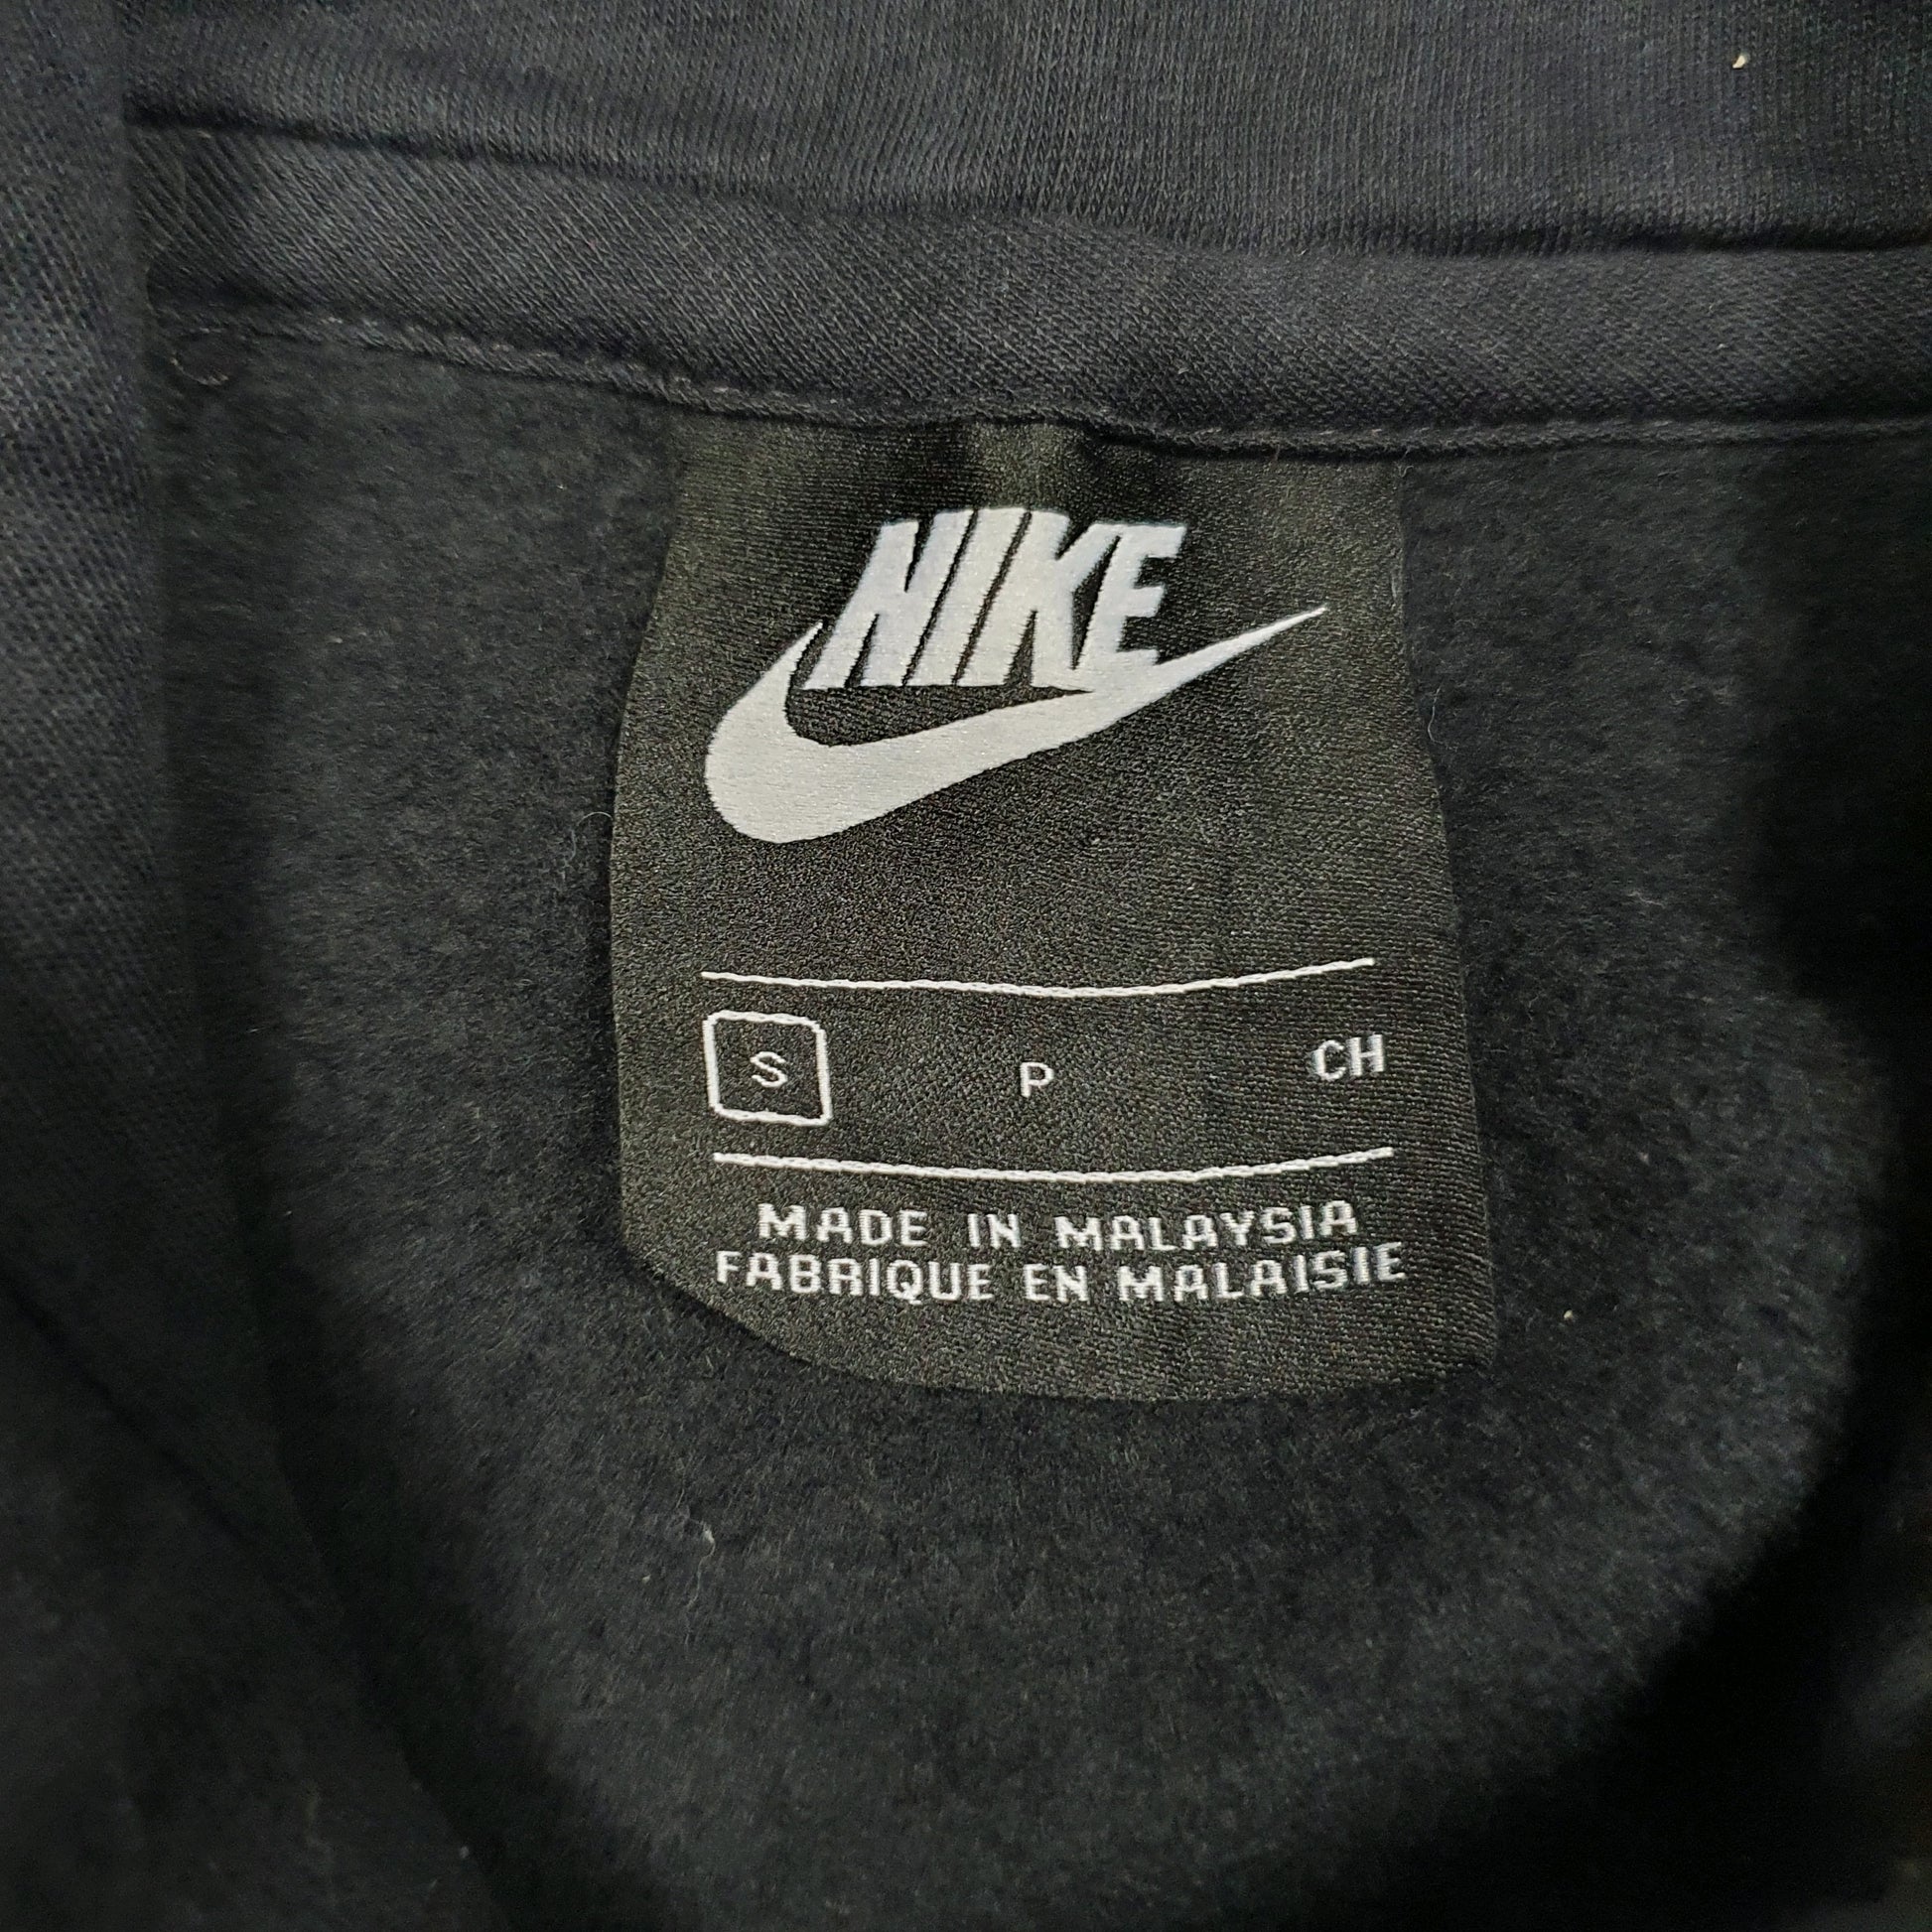 NIKE
S P CH
MADE IN MALAYSIA
FABRIQUE EN MALAISIE